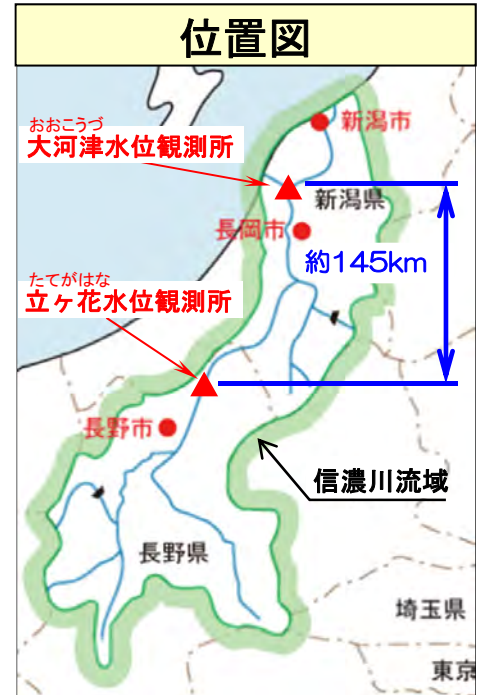 位置図
新潟市
おおこうづ
大河津水位観測所
新潟県
長岡市
約145km
たてがはな
立ヶ花水位観測所
長野市
信濃川流域
長野県
埼玉県
東京